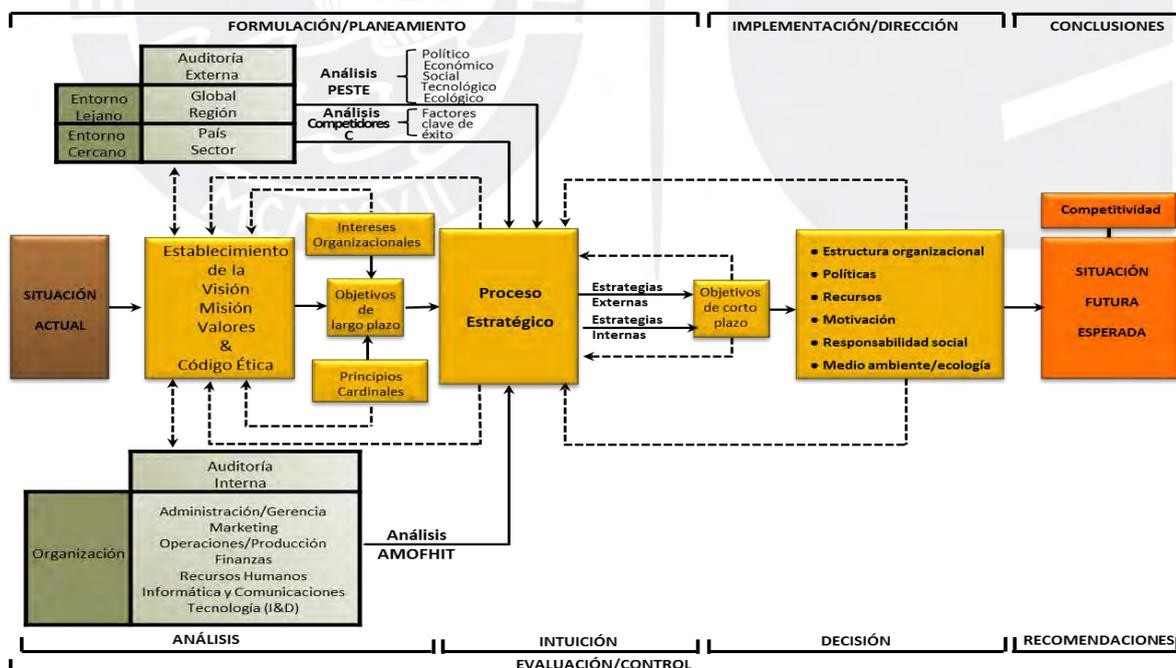 FORMULACIÓN/PLANEAMIENTO
IMPLEMENTACIÓN/DIRECCIÓN
CONCLUSIONES
Auditoría
Externa
Entorno
Lejano
Global
Región
Entorno
Cercano
País
Sector
Análisis
PESTE
Político
Económico
Social
Tecnológico
Ecológico
Análisis
Competidores
C
Factores
clave de
éxito
MCMXVII
SITUACIÓN
ACTUAL
Establecimiento
de la
Visión
Misión
Valores
&
Código Ética
Intereses
Organizacionales
Objetivos
de
largo plazo
Principios
Cardinales
Proceso
Estratégico
Estrategias
Externas
Estrategias
Internas
Objetivos
de corto
plazo
• Estructura organizacional
• Políticas
• Recursos
• Motivación
• Responsabilidad social
• Medio ambiente/ecología
Competitividad
SITUACIÓN
FUTURA
ESPERADA
Auditoría
Interna
Organización
Administración/Gerencia
Marketing
Operaciones/Producción
Finanzas
Recursos Humanos
Informática y Comunicaciones
Tecnología (I&D)
Análisis
AMOFHIT
ANÁLISIS
INTUICIÓN
DECISIÓN
RECOMENDACIONES
EVALUACIÓN/CONTROL